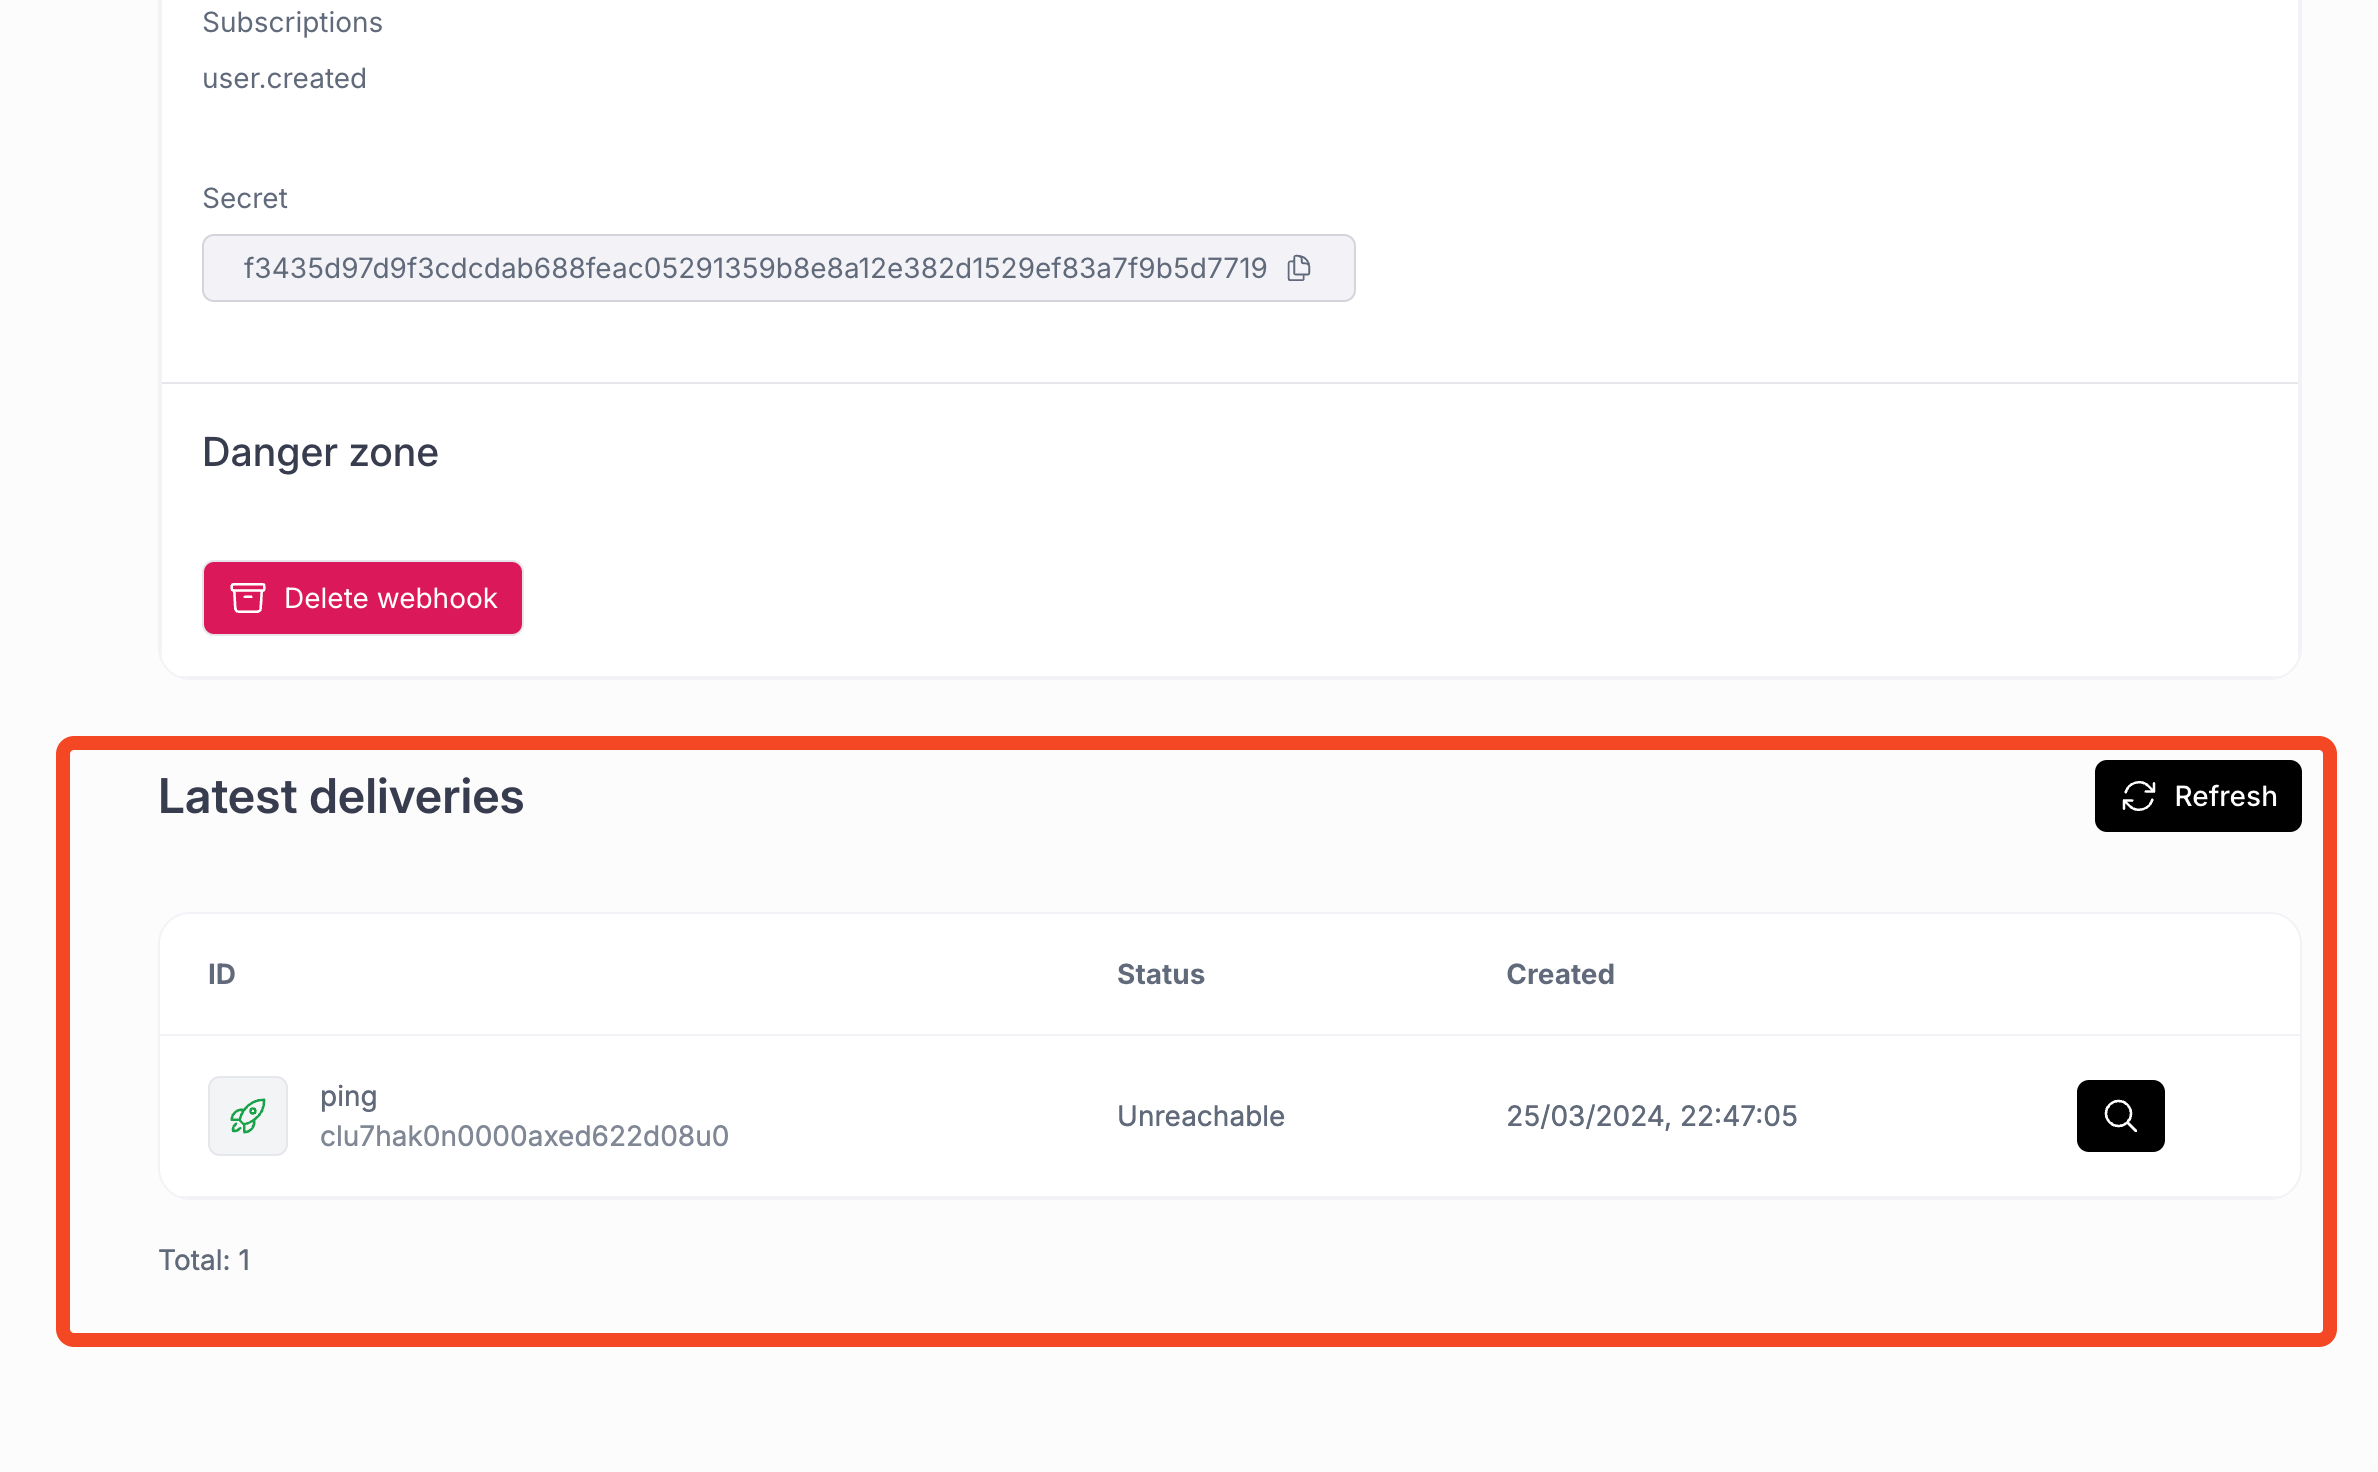 Subscriptions
user.created
Secret
f3435d97d9f3cdcdab688feac05291359b8e8a12e382d1529ef83a7f9b5d7719
Danger zone
Delete webhook
Latest deliveries
Refresh
ID Status Created
ping
clu7hak0n0000axed622d08u0
Unreachable 25/03/2024, 22:47:05
Total: 1